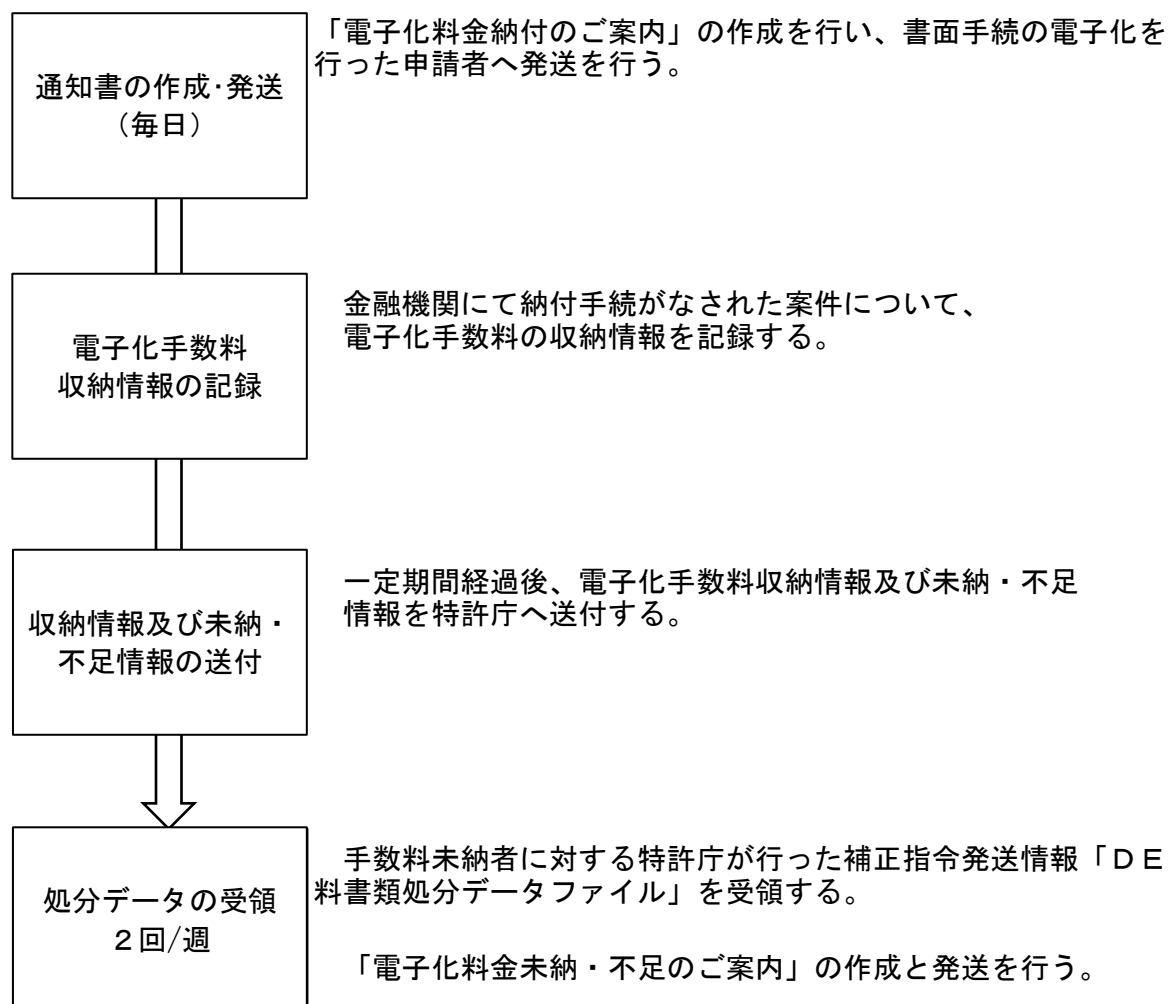 「電子化料金納付のご案内」の作成を行い、書面手続の電子化を
行った申請者へ発送を行う。
通知書の作成･発送
（毎日）
金融機関にて納付手続がなされた案件について、
電子化手数料の収納情報を記録する。
電子化手数料
収納情報の記録
一定期間経過後、電子化手数料収納情報及び未納・不足
情報を特許庁へ送付する。
収納情報及び未納・
不足情報の送付
手数料未納者に対する特許庁が行った補正指令発送情報「ＤＥ
料書類処分データファイル」を受領する。
処分データの受領
２回/週
「電子化料金未納・不足のご案内」の作成と発送を行う。